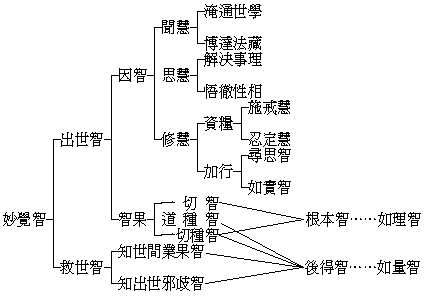 淹通世學
聞慧
博達法藏
解決事理
因智
思慧
悟徹性相
施戒慧
資糧
出世智
修慧
忍定慧
尋思智
加行
如實智
一切智
妙覺智
智果
道種智
根本智……如理智
一切種智
知世間業果智
救世智
後得智……如量智
知出世邪歧智